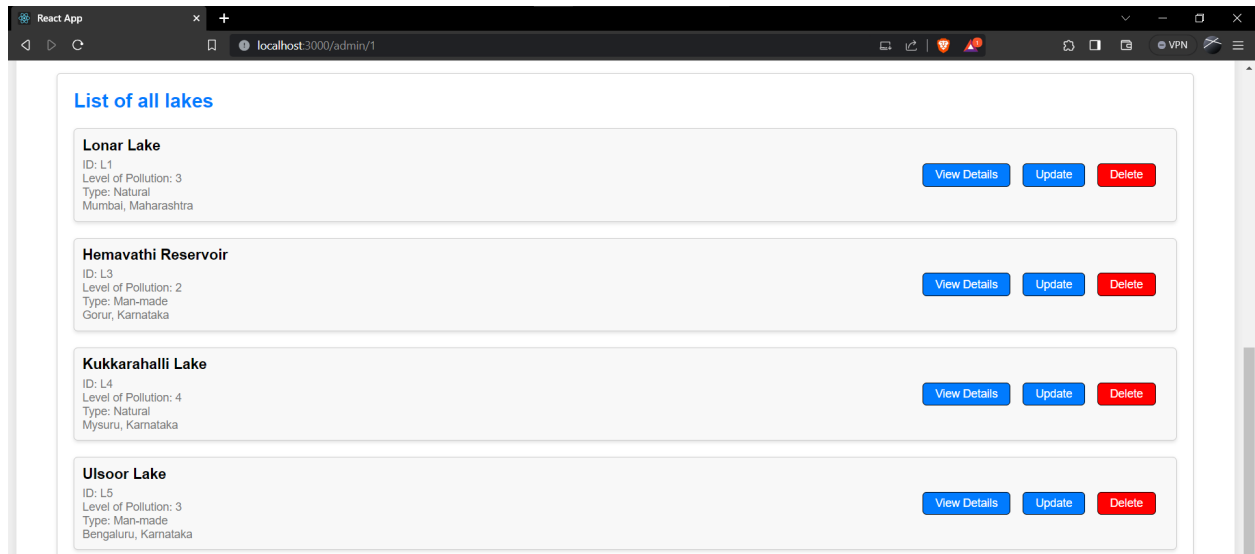 React App
localhost:3000/admin/1
1
VPN
List of all lakes
Lonar Lake
ID: L1
Level of Pollution: 3
Type: Natural
Mumbai, Maharashtra
View Details
Update
Delete
Hemavathi Reservoir
ID: L3
Level of Pollution: 2
Type: Man-made
Gorur, Karnataka
View Details
Update
Delete
Kukkarahalli Lake
ID: L4
Level of Pollution: 4
Type: Natural
Mysuru, Karnataka
View Details
Update
Delete
Ulsoor Lake
ID: L5
Level of Pollution: 3
Type: Man-made
Bengaluru, Karnataka
View Details
Update
Delete